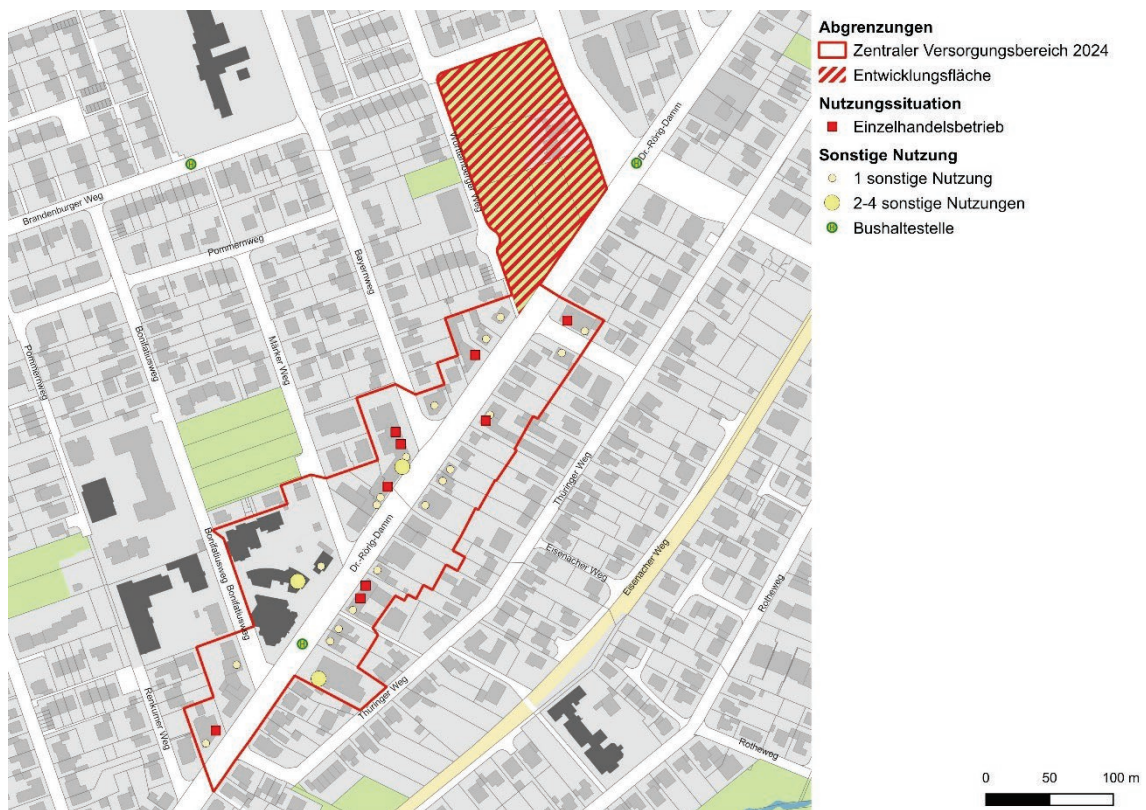 Abgrenzungen
Zentraler Versorgungsbereich 2024
Entwicklungsfläche
Nutzungssituation
Einzelhandelsbetrieb
Sonstige Nutzung
1 sonstige Nutzung
2-4 sonstige Nutzungen
Bushaltestelle
Dr.-Rörig-Damm
Württemberger Weg
Brandenburger Weg
Pommernweg
Bayernweg
Bonifatiusweg
Märker Weg
Pommernweg
Thüringer Weg
Dr.-Rörig-Damm
Bonifatiusweg
Bonifatiusweg
Eisenacher Weg
Eisenacher Weg
Rotheweg
Renkumer Weg
Thüringer Weg
Rotheweg
0 50 100 m